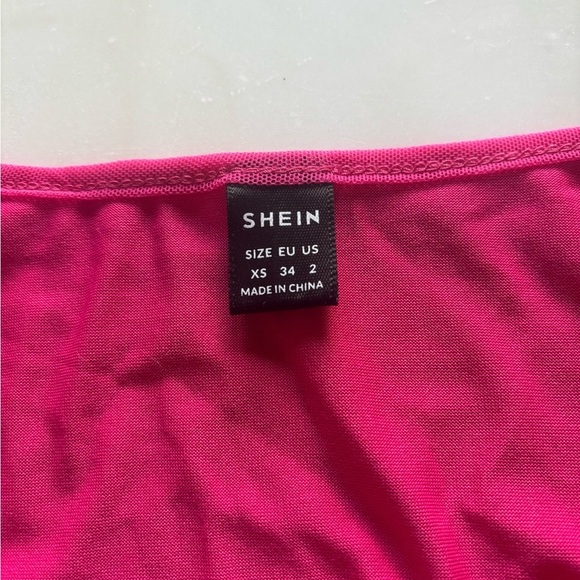 SHEIN
SIZE EU US
XS 34 2
MADE IN CHINA